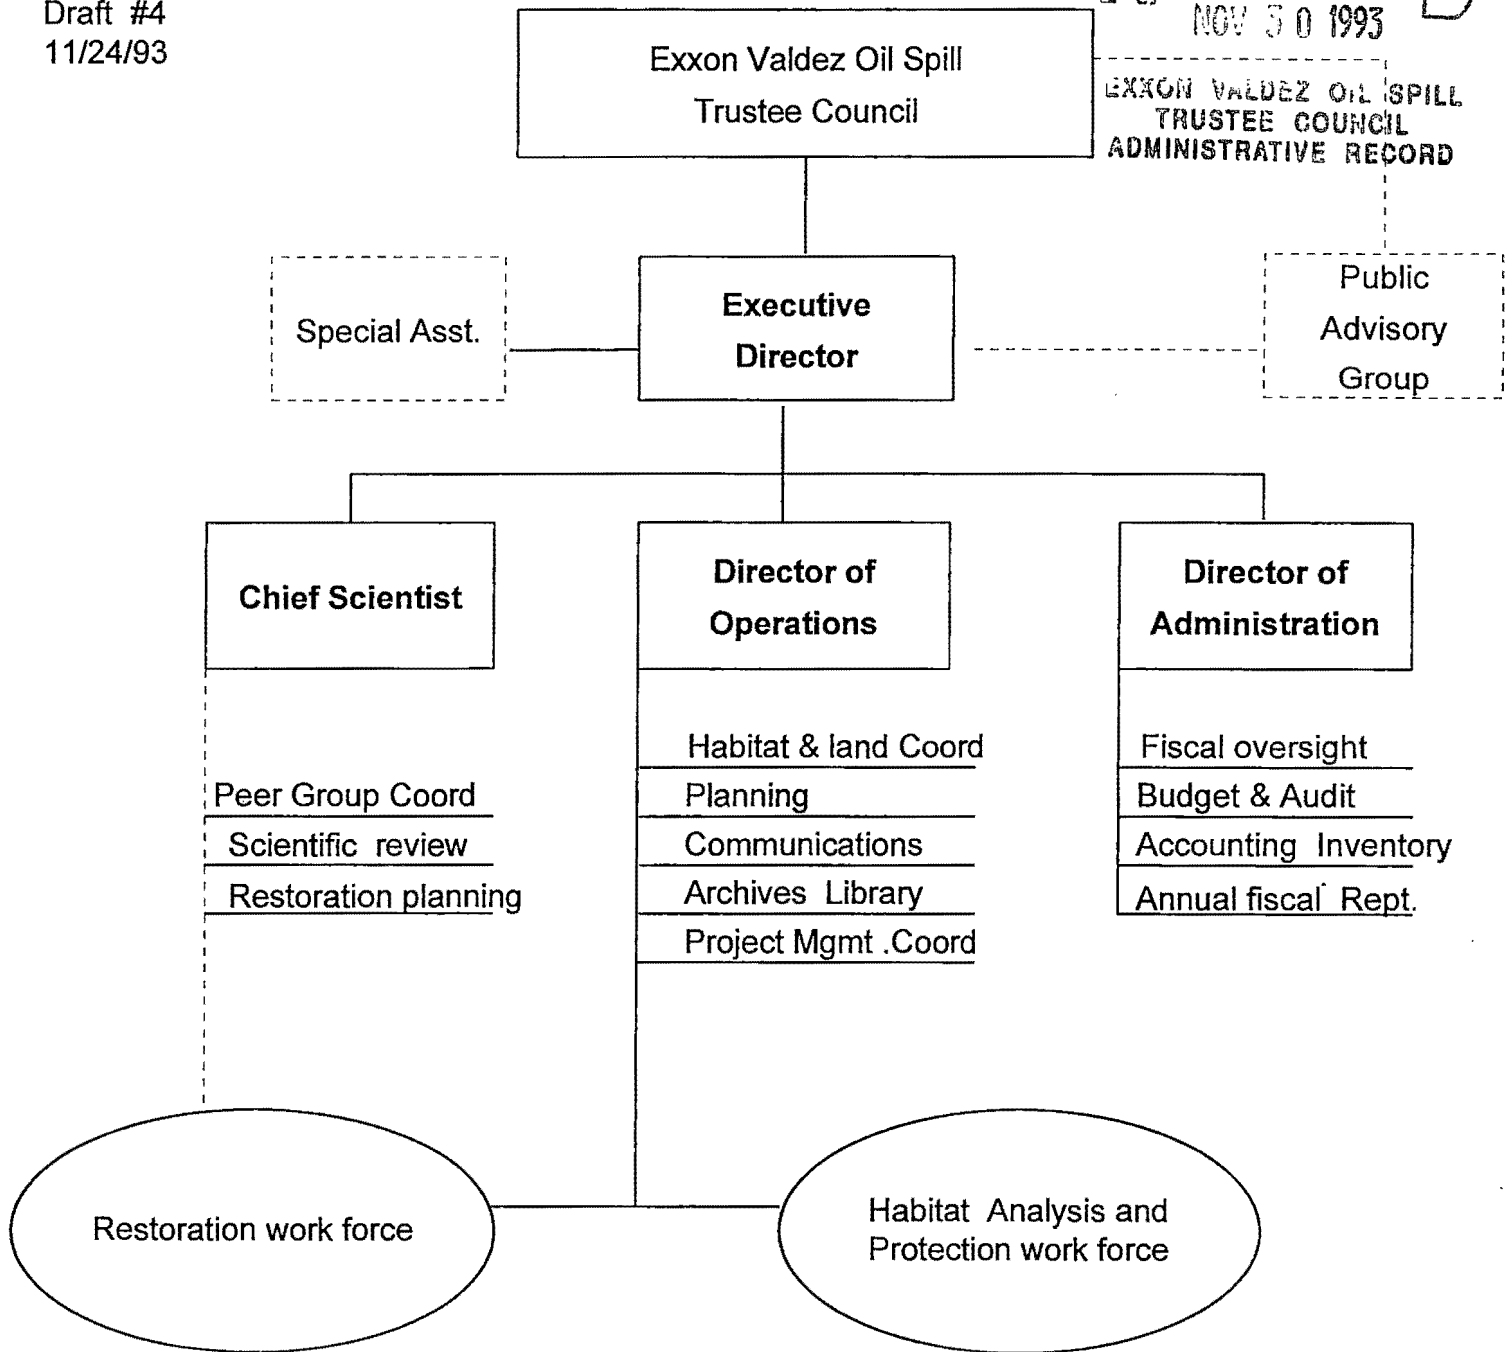 Draft #4
11/24/93
NOV 30 1993
EXXON VALDEZ OIL SPILL
TRUSTEE COUNCIL
ADMINISTRATIVE RECORD
Exxon Valdez Oil Spill
Trustee Council
Special Asst.
Executive
Director
Public
Advisory
Group
Chief Scientist
Director of
Operations
Director of
Administration
Peer Group Coord
Scientific review
Restoration planning
Habitat & land Coord
Planning
Communications
Archives Library
Project Mgmt .Coord
Fiscal oversight
Budget & Audit
Accounting Inventory
Annual fiscal Rept.
Restoration work force
Habitat Analysis and
Protection work force